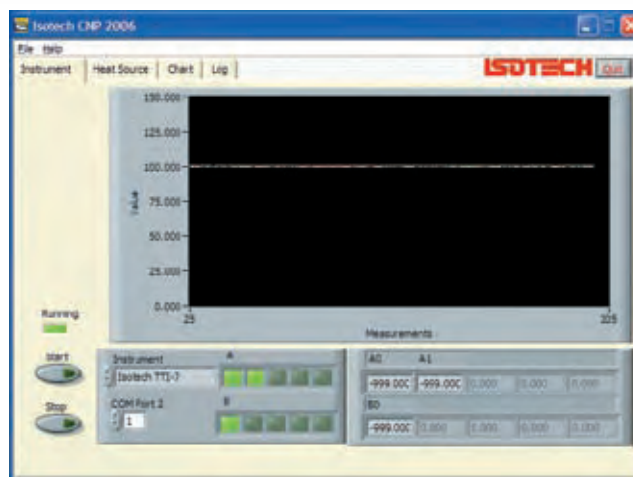 Isotech CNP 2006
File Help
Instrument Heat Source Chart Log ISOTECH Quit
150.000
125.000
100.000
75.000
50.000
25.000
0.000
Value
25 325
Measurements
Running
Start
Stop
Instrument A
Isotech TTI-7
COM Port 2 B
1
A0 A1
-999.000 -999.000 0.000 0.000 0.000
B0
-999.000 0.000 0.000 0.000 0.000